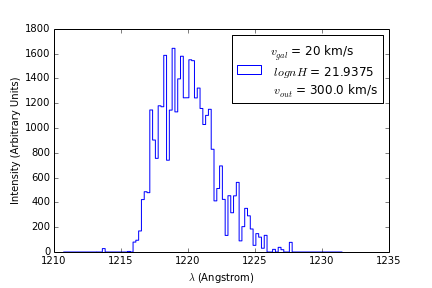 1800
1600
1400
1200
1000
800
600
400
200
0
Intensity (Arbitrary Units)
v_gal = 20 km/s
lognH = 21.9375
v_out = 300.0 km/s
1210 1215 1220 1225 1230 1235
λ (Angstrom)